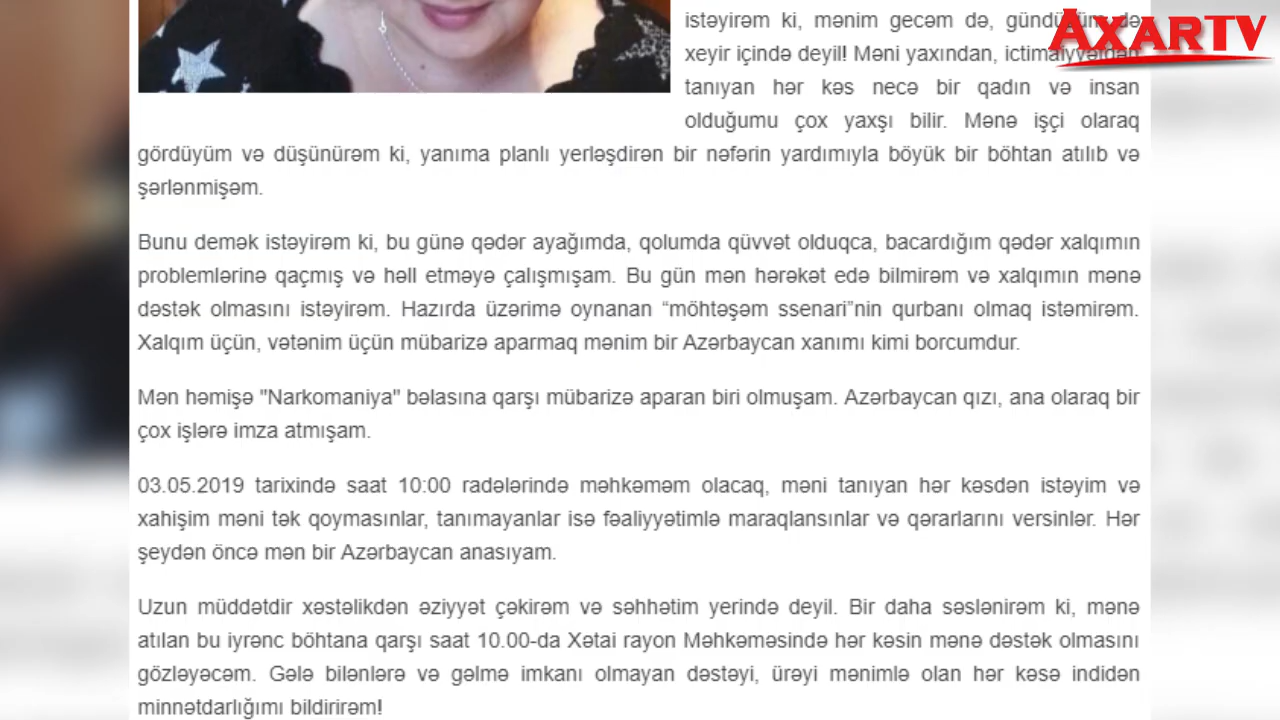 istəyirəm ki, mənim gecəm də, gündüzüm də
AXARTV
xeyir içində deyil! Məni yaxından, ictimaiyyətdən
tanıyan hər kəs necə bir qadın və insan
olduğumu çox yaxşı bilir. Mənə işçi olaraq
gördüyüm və düşünürəm ki, yanıma planlı yerləşdirən bir nəfərin yardımıyla böyük bir böhtan atılıb və
şərlənmişəm.
Bunu demək istəyirəm ki, bu günə qədər ayağımda, qolumda qüvvət olduqca, bacardığım qədər xalqımın
problemlərinə qaçmış və həll etməyə çalışmışam. Bu gün mən hərəkət edə bilmirəm və xalqımın mənə
dəstək olmasını istəyirəm. Hazırda üzərimə oynanan “möhtəşəm ssenari”nin qurbanı olmaq istəmirəm.
Xalqım üçün, vətənim üçün mübarizə aparmaq mənim bir Azərbaycan xanımı kimi borcumdur.
Mən həmişə "Narkomaniya" bəlasına qarşı mübarizə aparan biri olmuşam. Azərbaycan qızı, ana olaraq bir
çox işlərə imza atmışam.
03.05.2019 tarixində saat 10:00 radələrində məhkəməm olacaq, məni tanıyan hər kəsdən istəyim və
xahişim məni tək qoymasınlar, tanımayanlar isə fəaliyyətimlə maraqlansınlar və qərarlarını versinlər. Hər
şeydən öncə mən bir Azərbaycan anasıyam.
Uzun müddətdir xəstəlikdən əziyyət çəkirəm və səhhətim yerində deyil. Bir daha səslənirəm ki, mənə
atılan bu iyrənc böhtana qarşı saat 10.00-da Xətai rayon Məhkəməsində hər kəsin mənə dəstək olmasını
gözləyəcəm. Gələ bilənlərə və gəlmə imkanı olmayan dəstəyi, ürəyi mənimlə olan hər kəsə indidən
minnətdarlığımı bildirirəm!